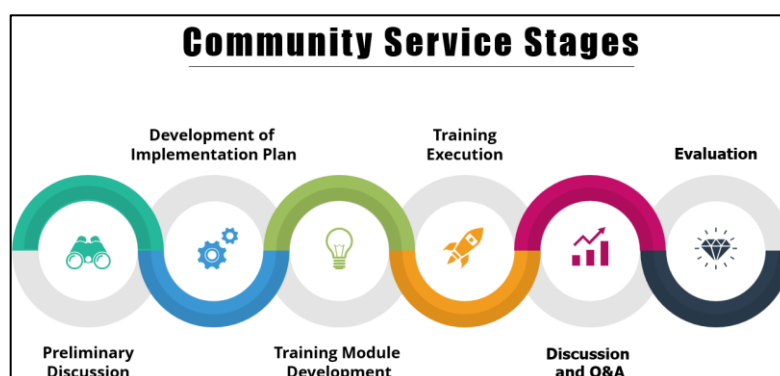 Community Service Stages
Development of
Implementation Plan
Training
Execution
Evaluation
Preliminary
Discussion
Training Module
Development
Discussion
and Q&A